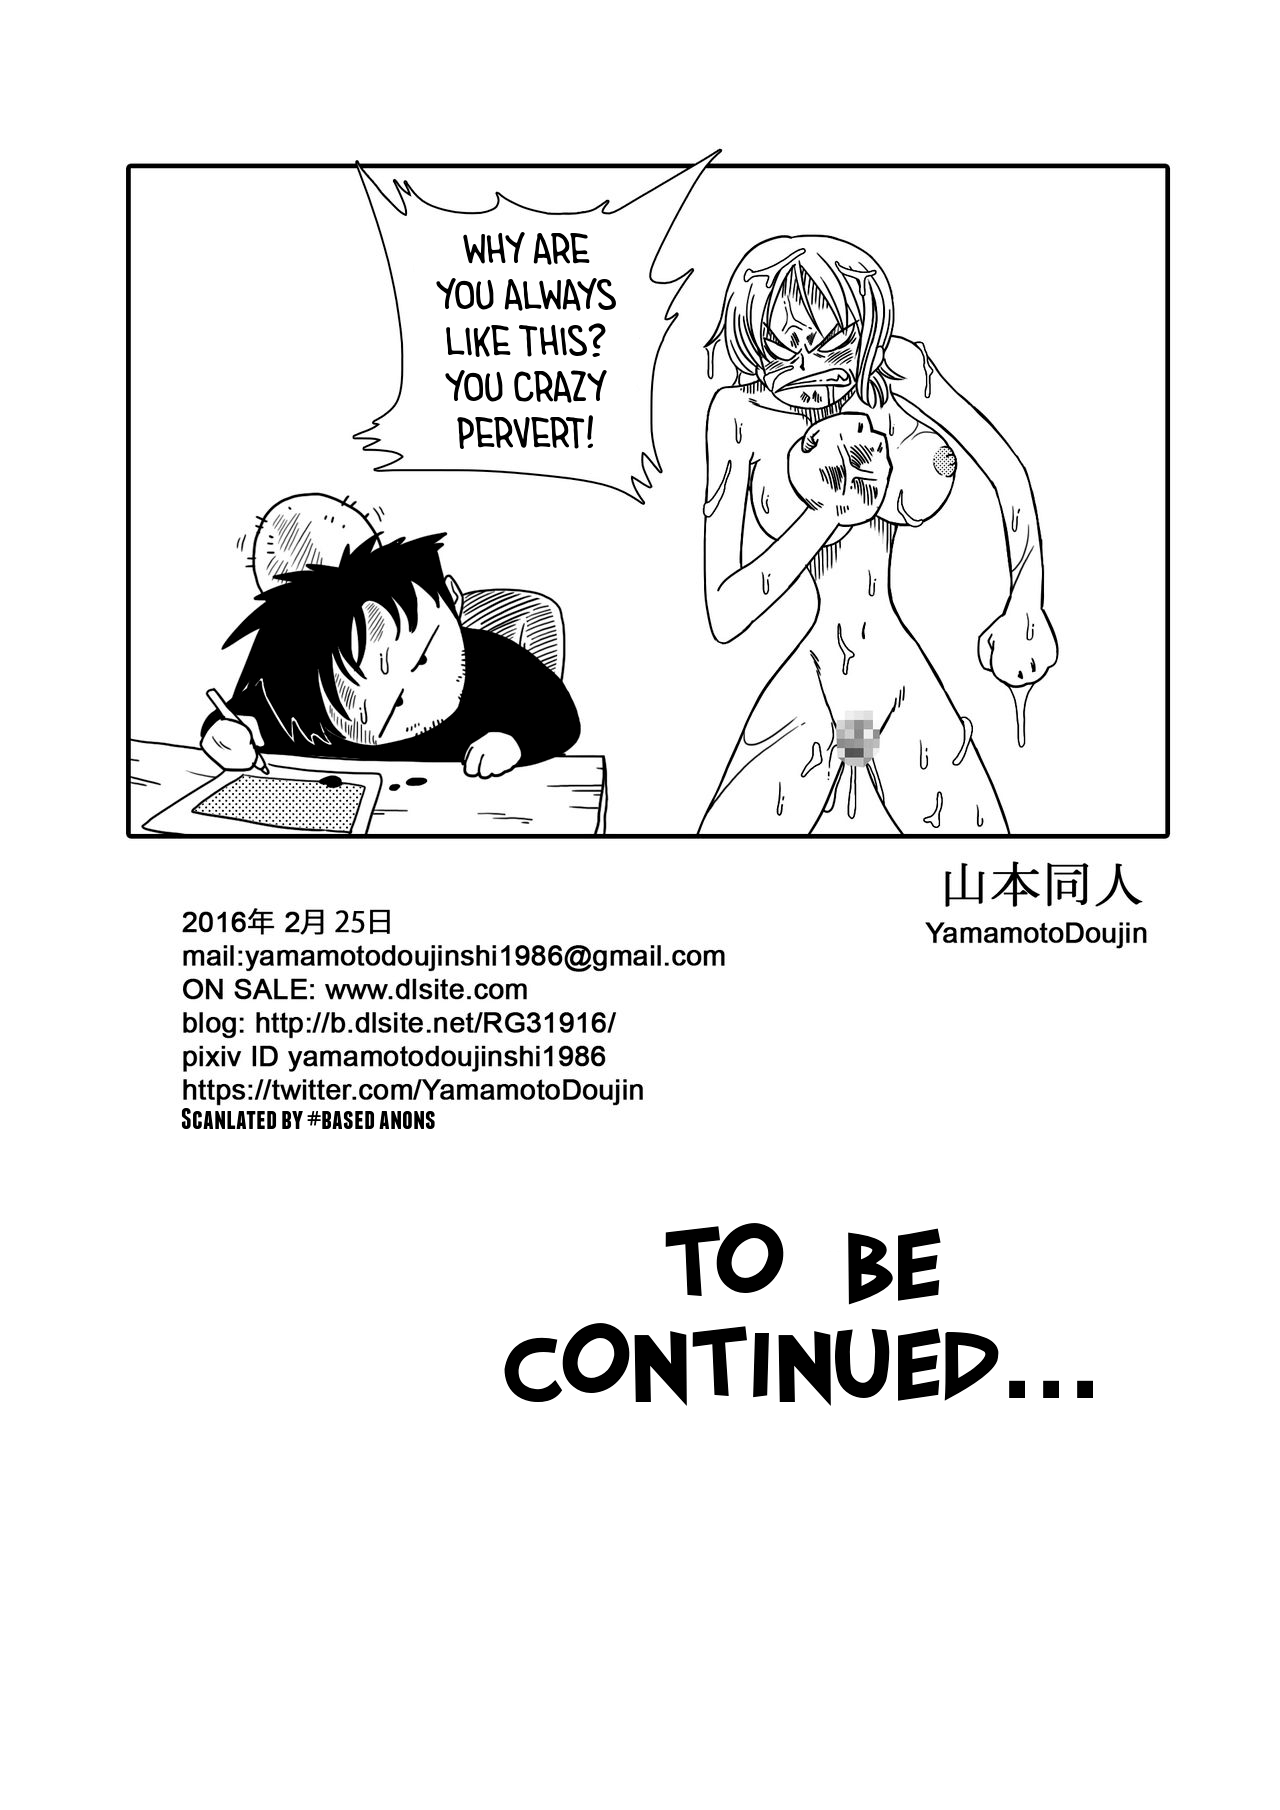 WHY ARE
YOU ALWAYS
LIKE THIS?
YOU CRAZY
PERVERT!
山本同人
YamamotoDoujin
2016年 2月 25日
mail:yamamotodoujinshi1986@gmail.com
ON SALE: www.dlsite.com
blog: http://b.dlsite.net/RG31916/
pixiv ID yamamotodoujinshi1986
https://twitter.com/YamamotoDoujin
SCANLATED BY #BASED ANONS
TO BE
CONTINUED...